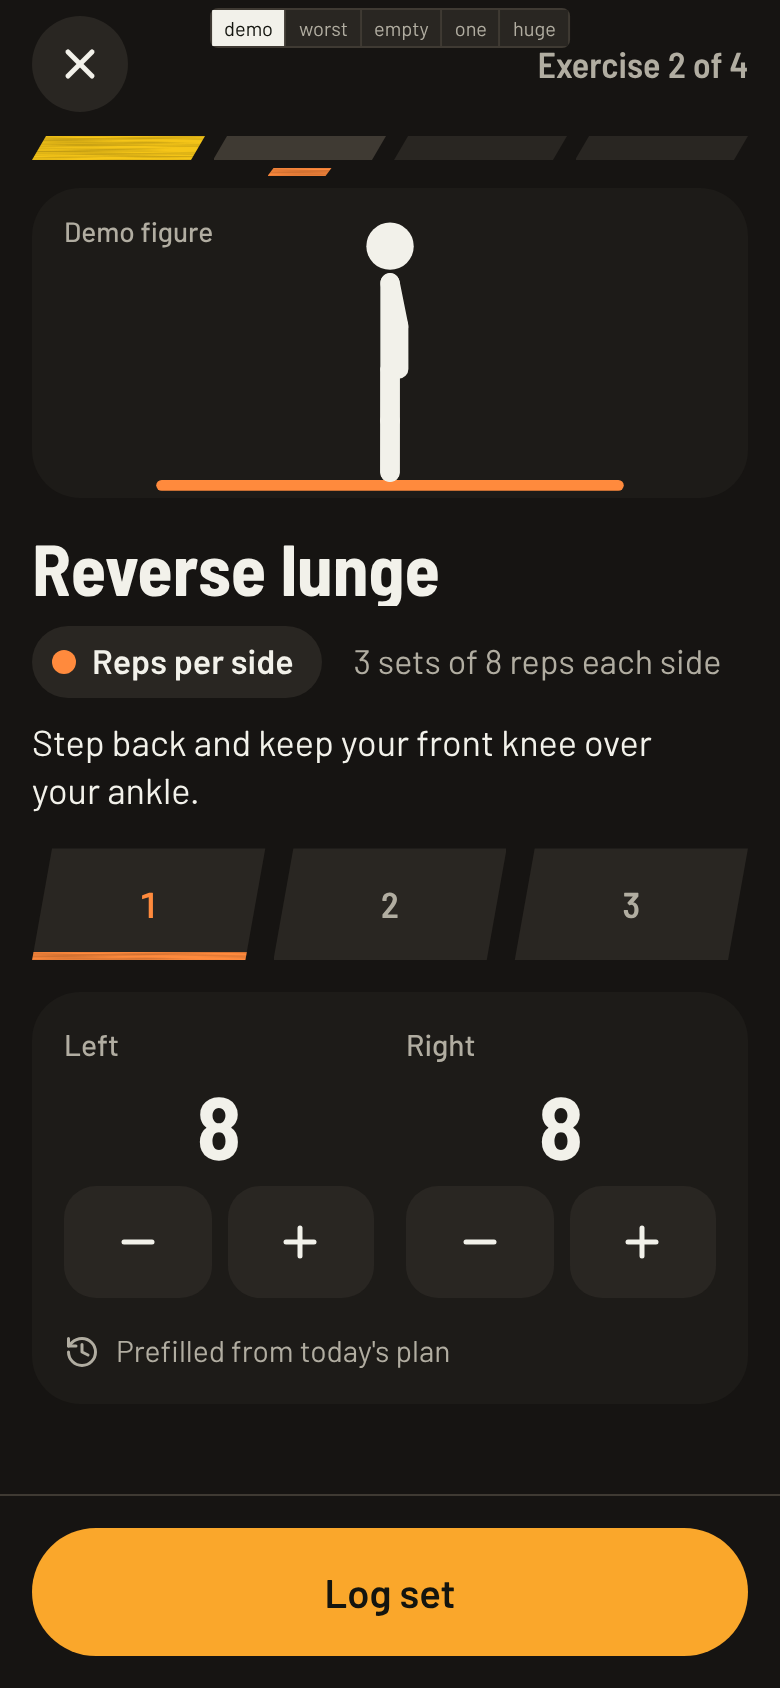 demo worst empty one huge
Exercise 2 of 4
Demo figure
Reverse lunge
Reps per side 3 sets of 8 reps each side
Step back and keep your front knee over
your ankle.
1 2 3
Left Right
8 8
Prefilled from today's plan
Log set